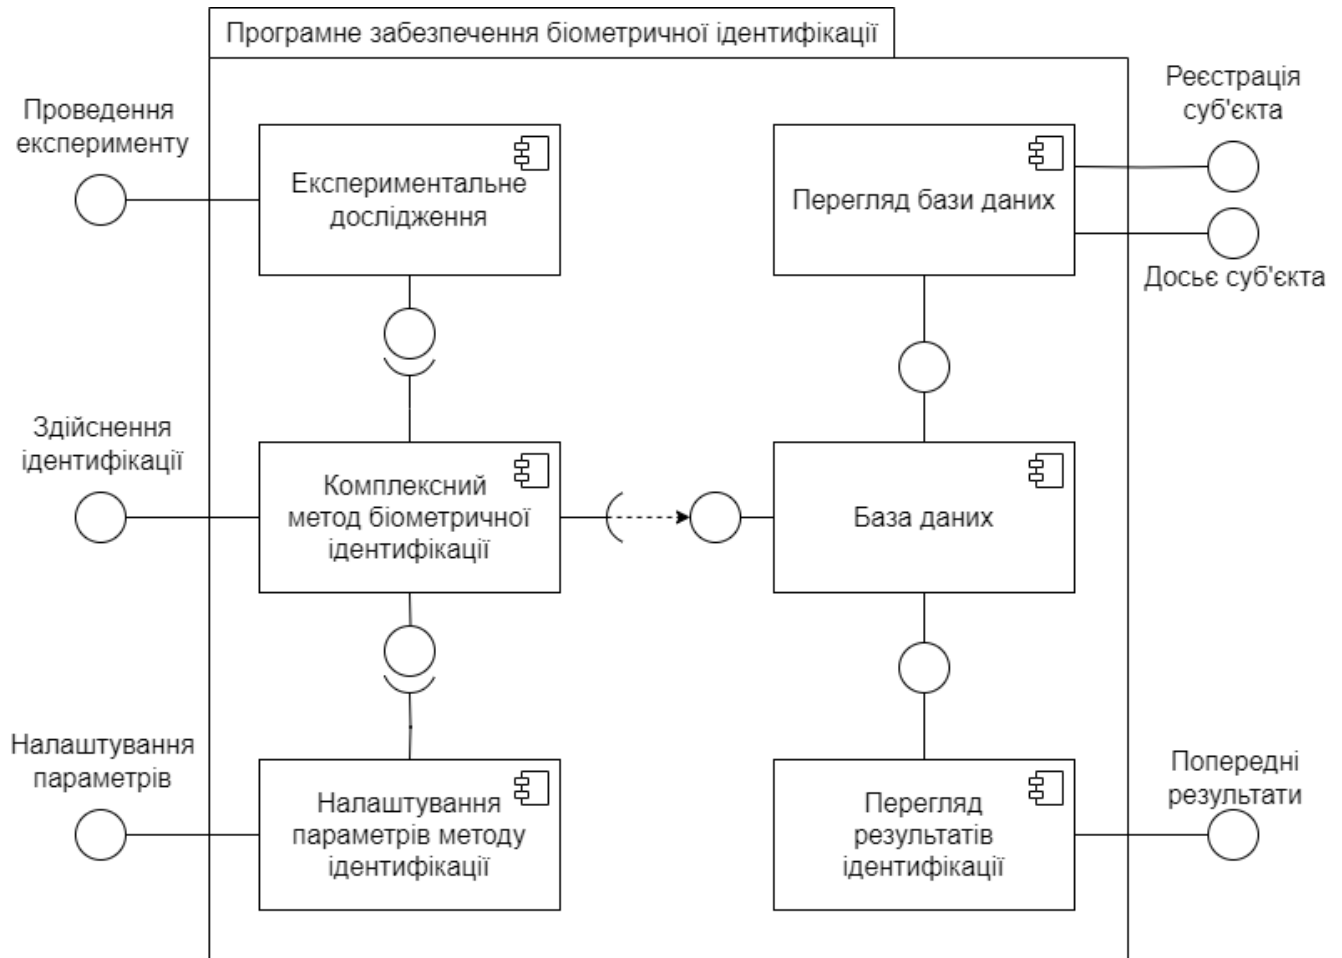 Програмне забезпечення біометричної ідентифікації
Проведення
експерименту
Експериментальне
дослідження
Перегляд бази даних
Реєстрація
суб'єкта
Досьє суб'єкта
Здійснення
ідентифікації
Комплексний
метод біометричної
ідентифікації
База даних
Налаштування
параметрів
Налаштування
параметрів методу
ідентифікації
Перегляд
результатів
ідентифікації
Попередні
результати